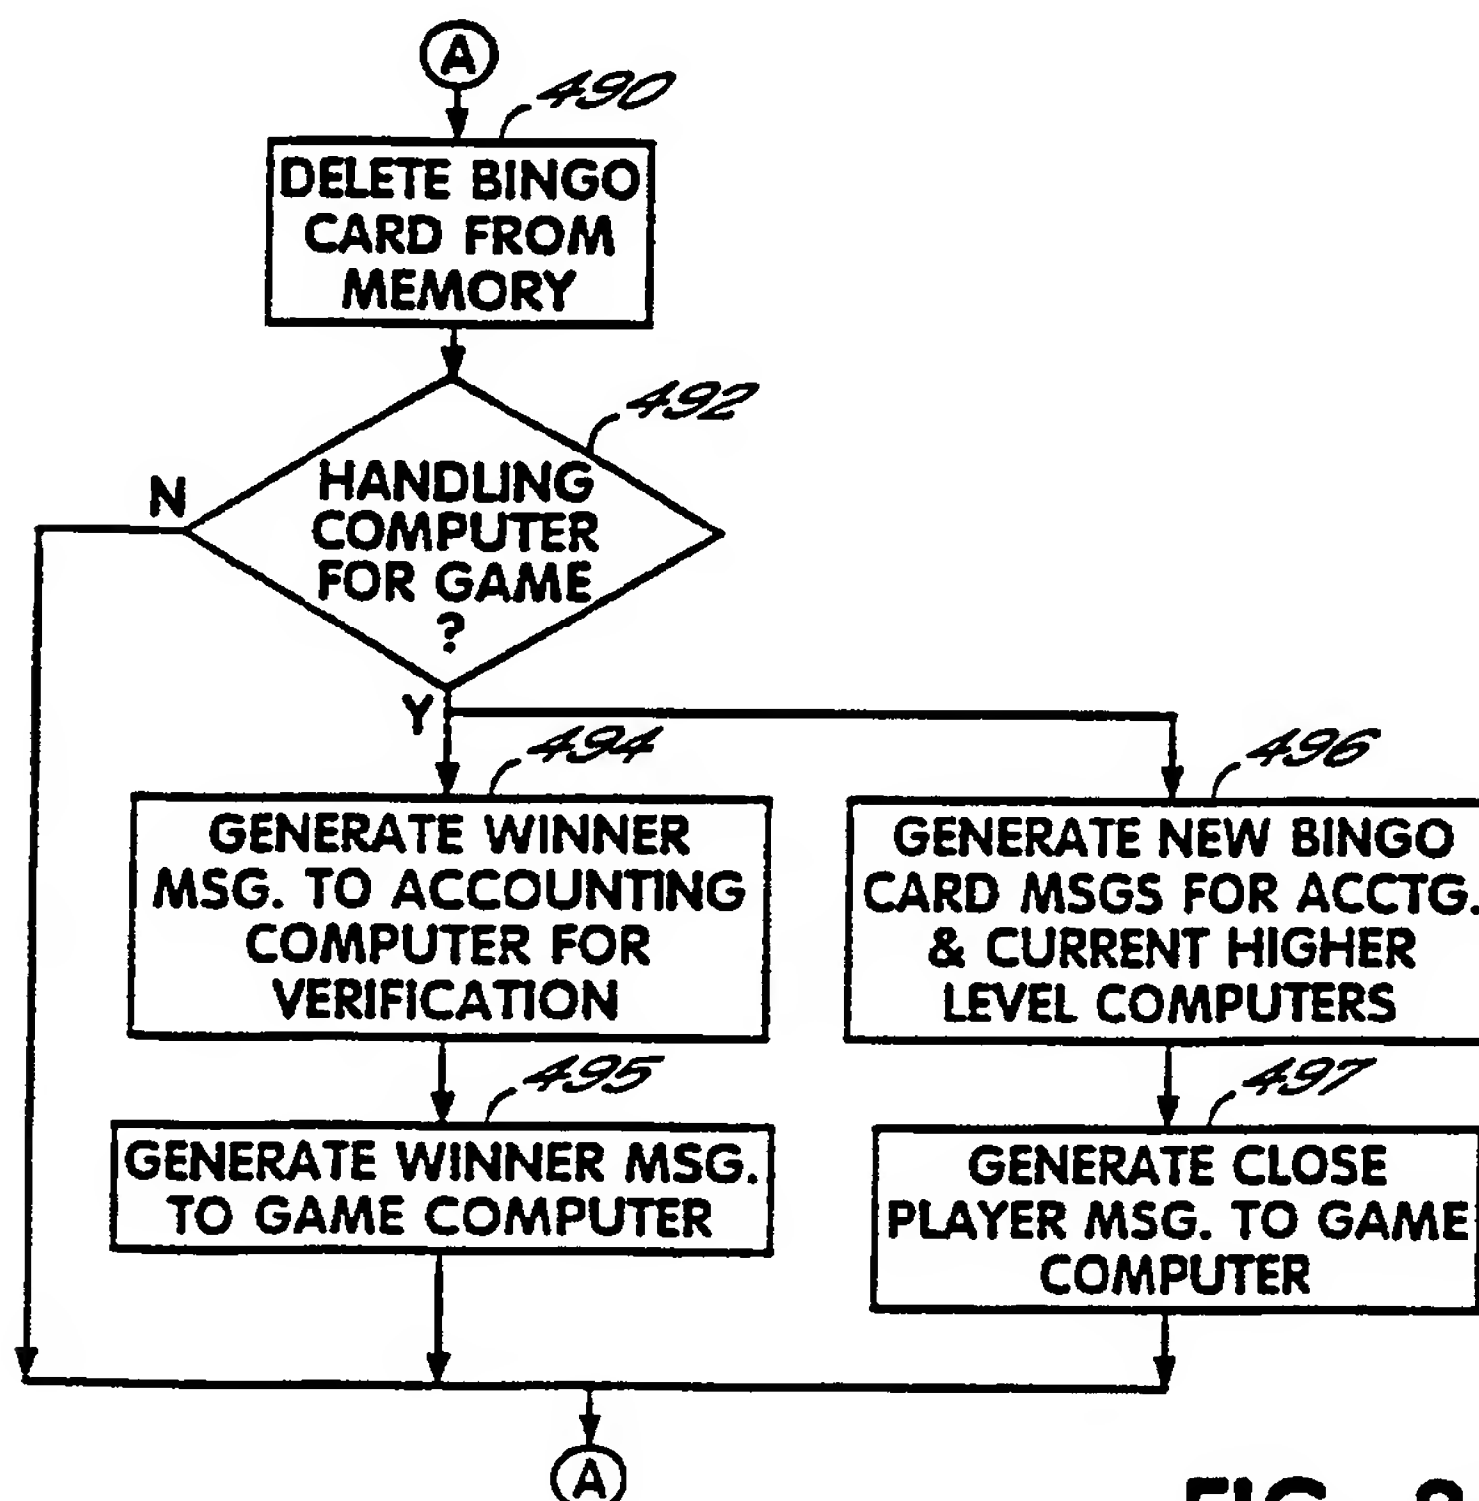 A
490
DELETE BINGO
CARD FROM
MEMORY
492
N
HANDLING
COMPUTER
FOR GAME
?
Y
494
GENERATE WINNER
MSG. TO ACCOUNTING
COMPUTER FOR
VERIFICATION
496
GENERATE NEW BINGO
CARD MSGS FOR ACCTG.
& CURRENT HIGHER
LEVEL COMPUTERS
495
GENERATE WINNER MSG.
TO GAME COMPUTER
497
GENERATE CLOSE
PLAYER MSG. TO GAME
COMPUTER
A